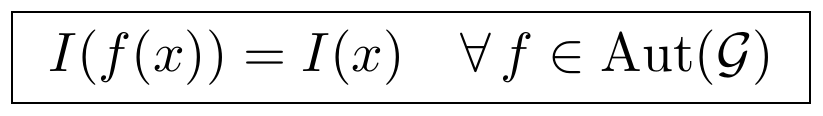 I(f(x)) = I(x) ∀ f ∈ Aut(𝒢)